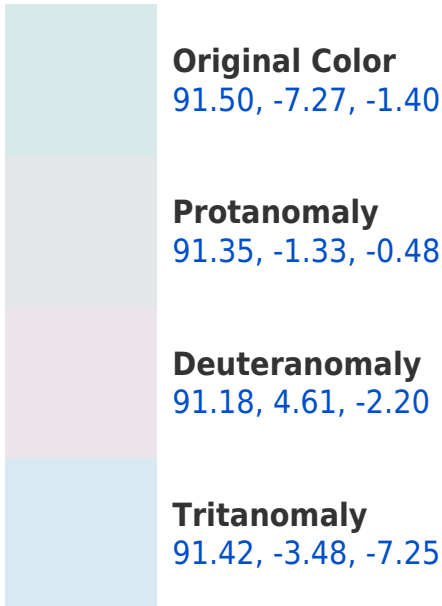 Original Color
91.50, -7.27, -1.40
Protanomaly
91.35, -1.33, -0.48
Deuteranomaly
91.18, 4.61, -2.20
Tritanomaly
91.42, -3.48, -7.25